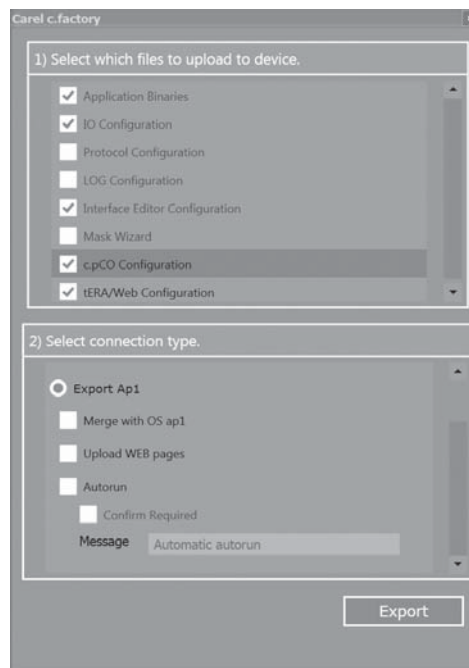 Carel c.factory
1) Select which files to upload to device.
Application Binaries
IO Configuration
Protocol Configuration
LOG Configuration
Interface Editor Configuration
Mask Wizard
c.pCO Configuration
tERA/Web Configuration
2) Select connection type.
Export Ap1
Merge with OS ap1
Upload WEB pages
Autorun
Confirm Required
Message Automatic autorun
Export